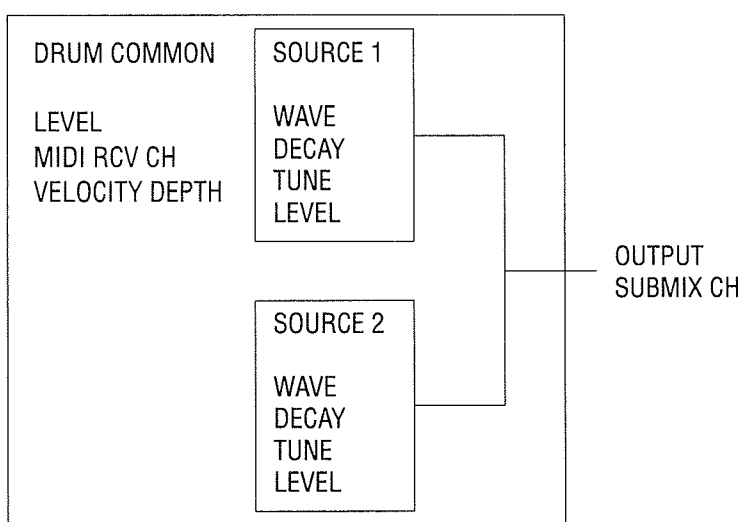 DRUM COMMON
LEVEL
MIDI RCV CH
VELOCITY DEPTH
SOURCE 1
WAVE
DECAY
TUNE
LEVEL
SOURCE 2
WAVE
DECAY
TUNE
LEVEL
OUTPUT
SUBMIX CH